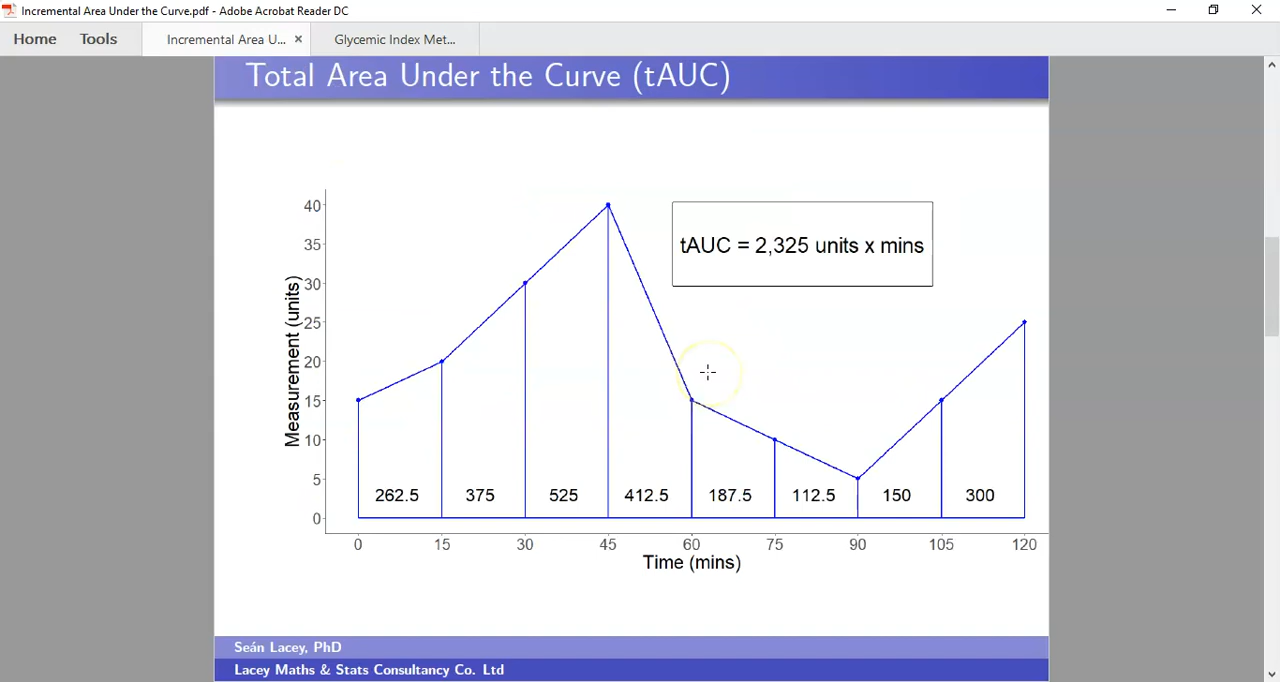 Incremental Area Under the Curve.pdf - Adobe Acrobat Reader DC
Home Tools Incremental Area U... × Glycemic Index Met...
Total Area Under the Curve (tAUC)
40
35
30
25
20
15
10
5
0
Measurement (units)
tAUC = 2,325 units x mins
262.5 375 525 412.5 187.5 112.5 150 300
0 15 30 45 60 75 90 105 120
Time (mins)
Seán Lacey, PhD
Lacey Maths & Stats Consultancy Co. Ltd